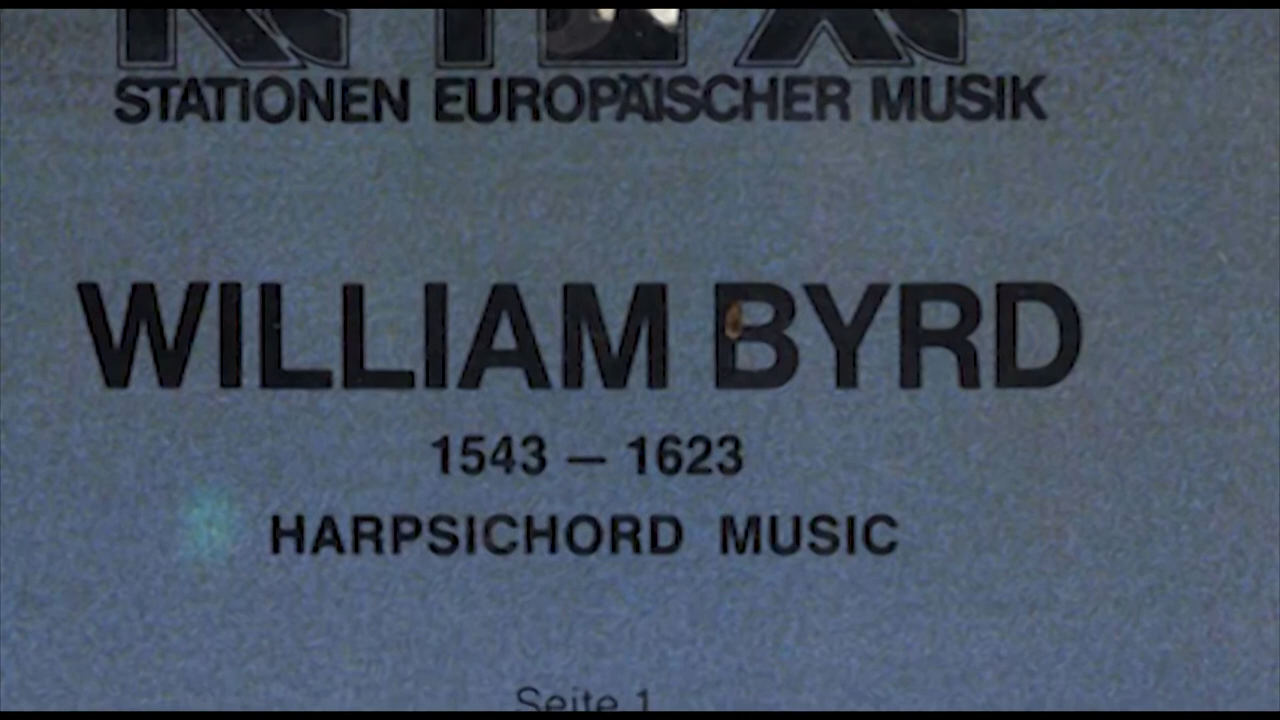 STATIONEN EUROPÄISCHER MUSIK
WILLIAM BYRD
1543 — 1623
HARPSICHORD MUSIC
Seite 1